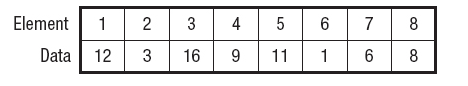 Element 1 2 3 4 5 6 7 8
Data 12 3 16 9 11 1 6 8